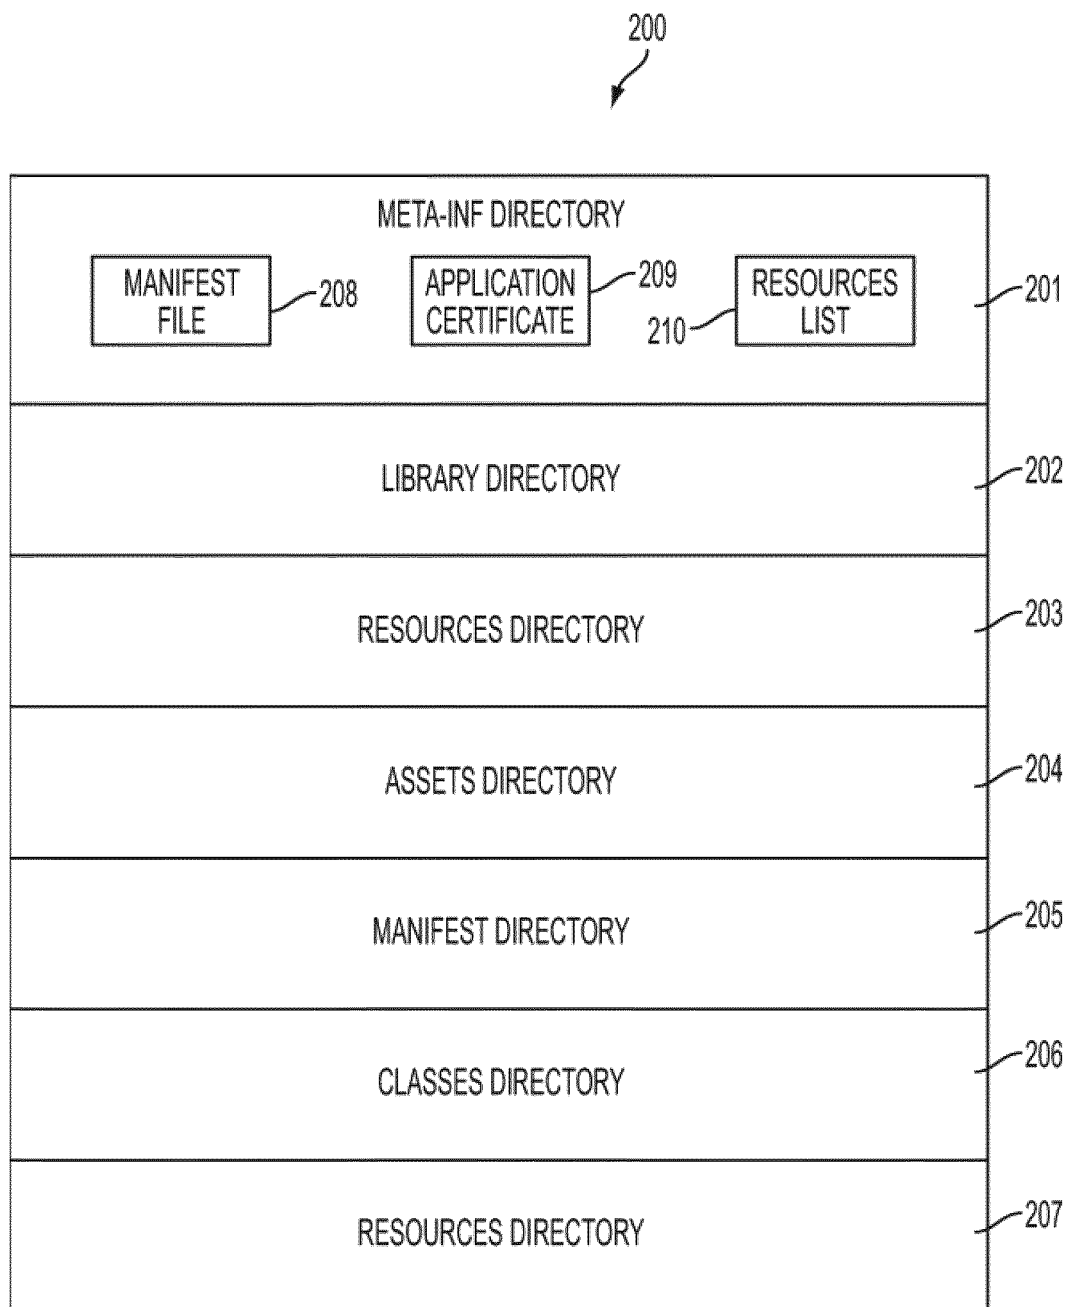 200
META-INF DIRECTORY
MANIFEST
FILE
208
APPLICATION
CERTIFICATE
209
210
RESOURCES
LIST
201
LIBRARY DIRECTORY
202
RESOURCES DIRECTORY
203
ASSETS DIRECTORY
204
MANIFEST DIRECTORY
205
CLASSES DIRECTORY
206
RESOURCES DIRECTORY
207